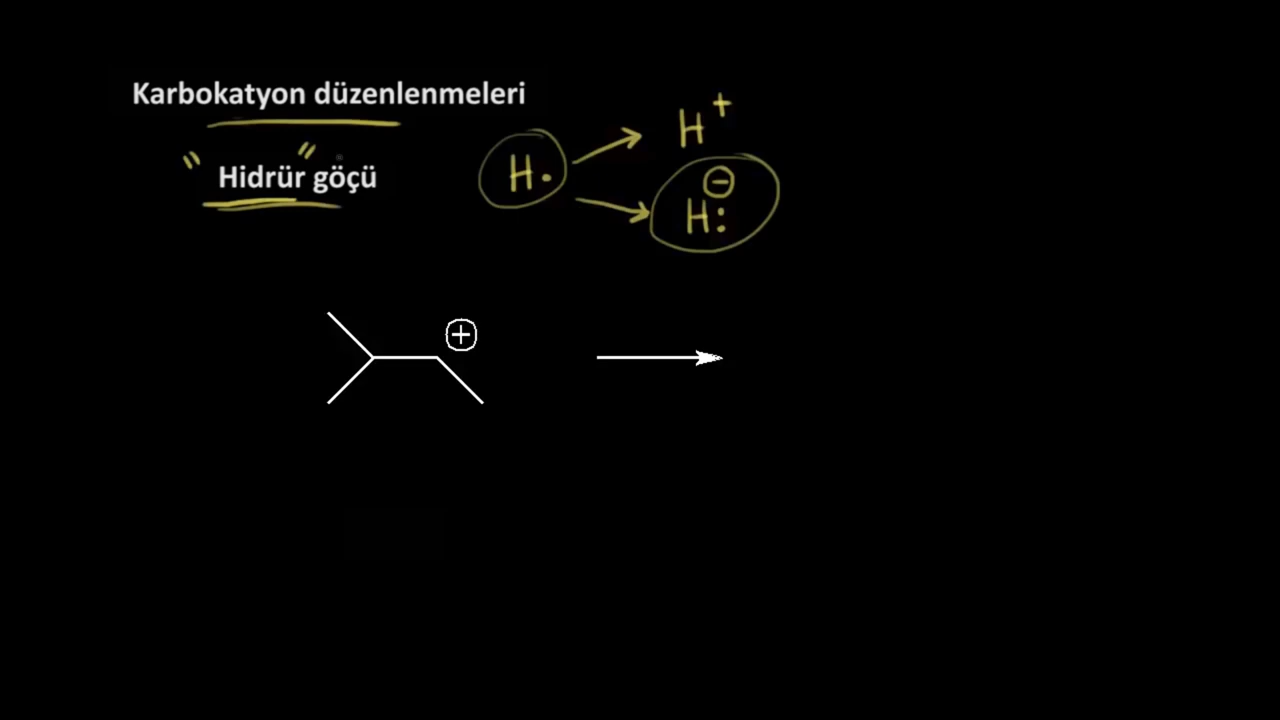 Karbokatyon düzenlenmeleri
"Hidrür" göçü
H·
H+
H:⊖
⊕